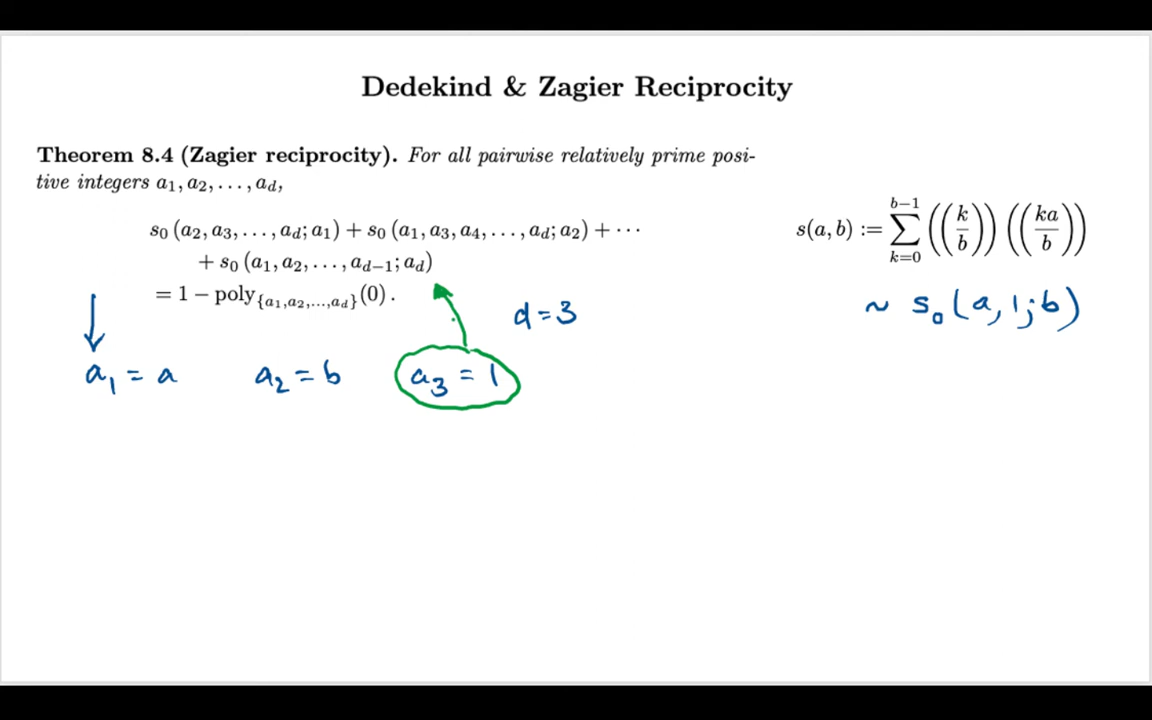 Dedekind & Zagier Reciprocity
Theorem 8.4 (Zagier reciprocity). For all pairwise relatively prime posi-
tive integers a₁, a₂, . . . , a_d,
s₀ (a₂, a₃, . . . , a_d; a₁) + s₀ (a₁, a₃, a₄, . . . , a_d; a₂) + · · ·
+ s₀ (a₁, a₂, . . . , a_{d−1}; a_d)
= 1 − poly_{{a₁,a₂,...,a_d}}(0) .
s(a, b) := ∑_{k=0}^{b−1} ((k/b)) ((ka/b))
~ s₀(a, 1; b)
d = 3
a₁ = a a₂ = b a₃ = 1